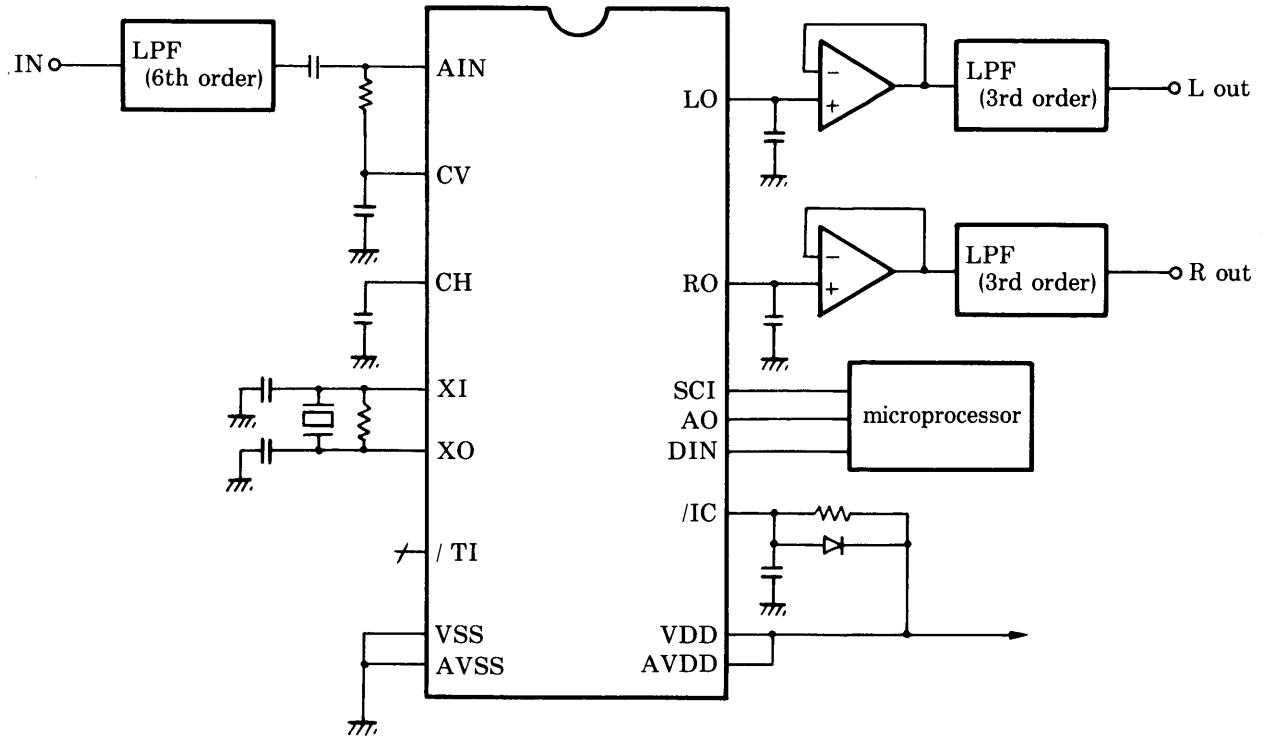 IN
LPF
(6th order)
AIN
CV
CH
XI
XO
/ TI
VSS
AVSS
LO
RO
SCI
AO
DIN
/IC
VDD
AVDD
−
+
LPF
(3rd order)
L out
−
+
LPF
(3rd order)
R out
microprocessor